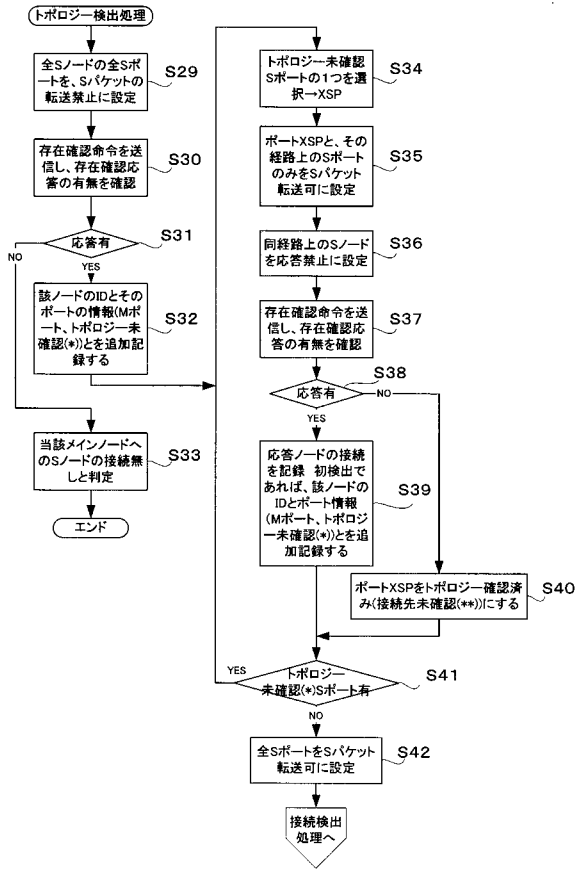 トポロジー検出処理
全Sノードの全Sポ
ートを、Sパケットの
転送禁止に設定
S29
存在確認命令を送
信し、存在確認応
答の有無を確認
S30
応答有
S31
NO
YES
該ノードのIDとその
ポートの情報(Mポ
ート、トポロジー未
確認(*))とを追加記
録する
S32
当該メインノードへ
のSノードの接続無
しと判定
S33
エンド
トポロジー未確認
Sポートの1つを選
択→XSP
S34
ポートXSPと、その
経路上のSポート
のみをSパケット
転送可に設定
S35
同経路上のSノード
を応答禁止に設定
S36
存在確認命令を送
信し、存在確認応
答の有無を確認
S37
応答有
S38
NO
YES
応答ノードの接続
を記録 初検出で
あれば、該ノードの
IDとポート情報
(Mポート、トポロジ
ー未確認(*))とを追
加記録する
S39
ポートXSPをトポロジー確認済
み(接続先未確認(**))にする
S40
トポロジー
未確認(*)Sポート有
S41
YES
NO
全Sポートをsパケット
転送可に設定
S42
接続検出
処理へ